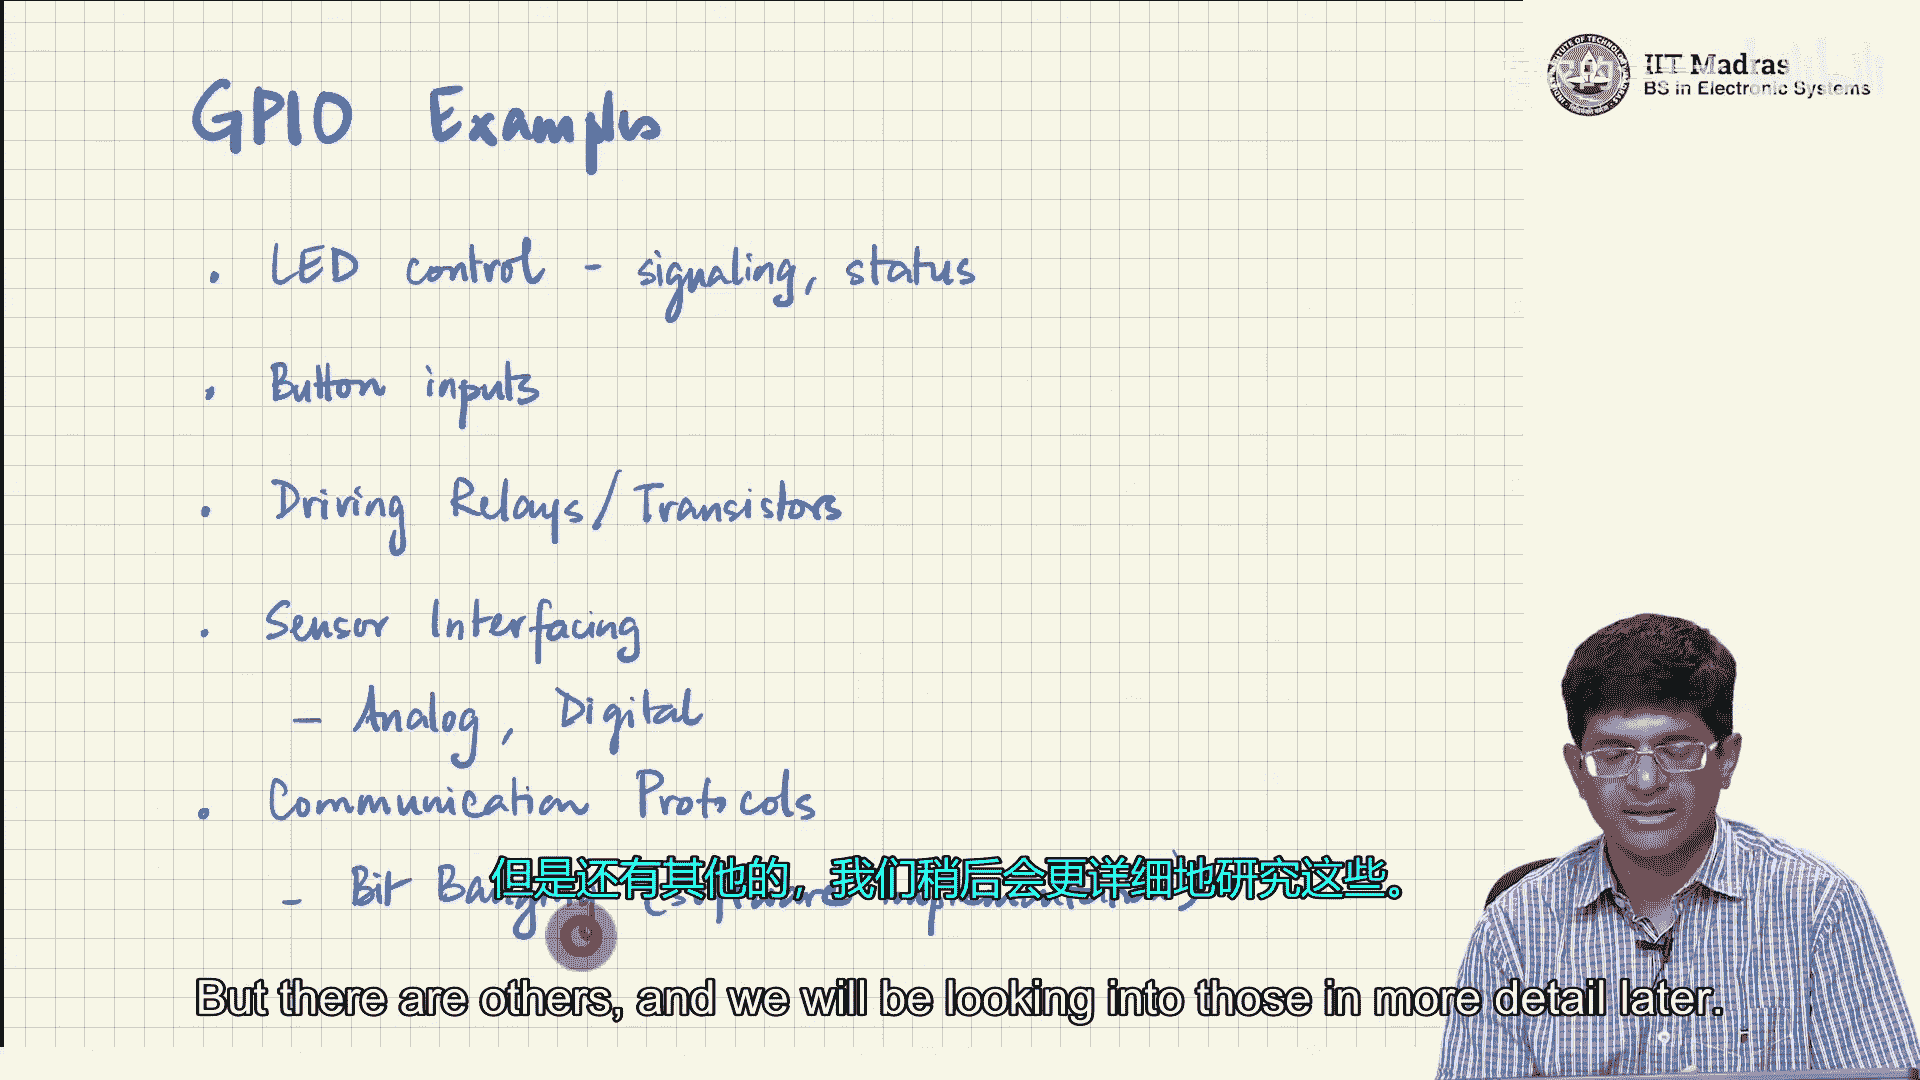 GPIO Examples
IIT Madras
BS in Electronic Systems
. LED control - signaling, status
. Button inputs
. Driving Relays/Transistors
. Sensor Interfacing
- Analog, Digital
. Communication Protocols
- Bit
但是还有其他的，我们稍后会更详细地研究这些。
But there are others, and we will be looking into those in more detail later.